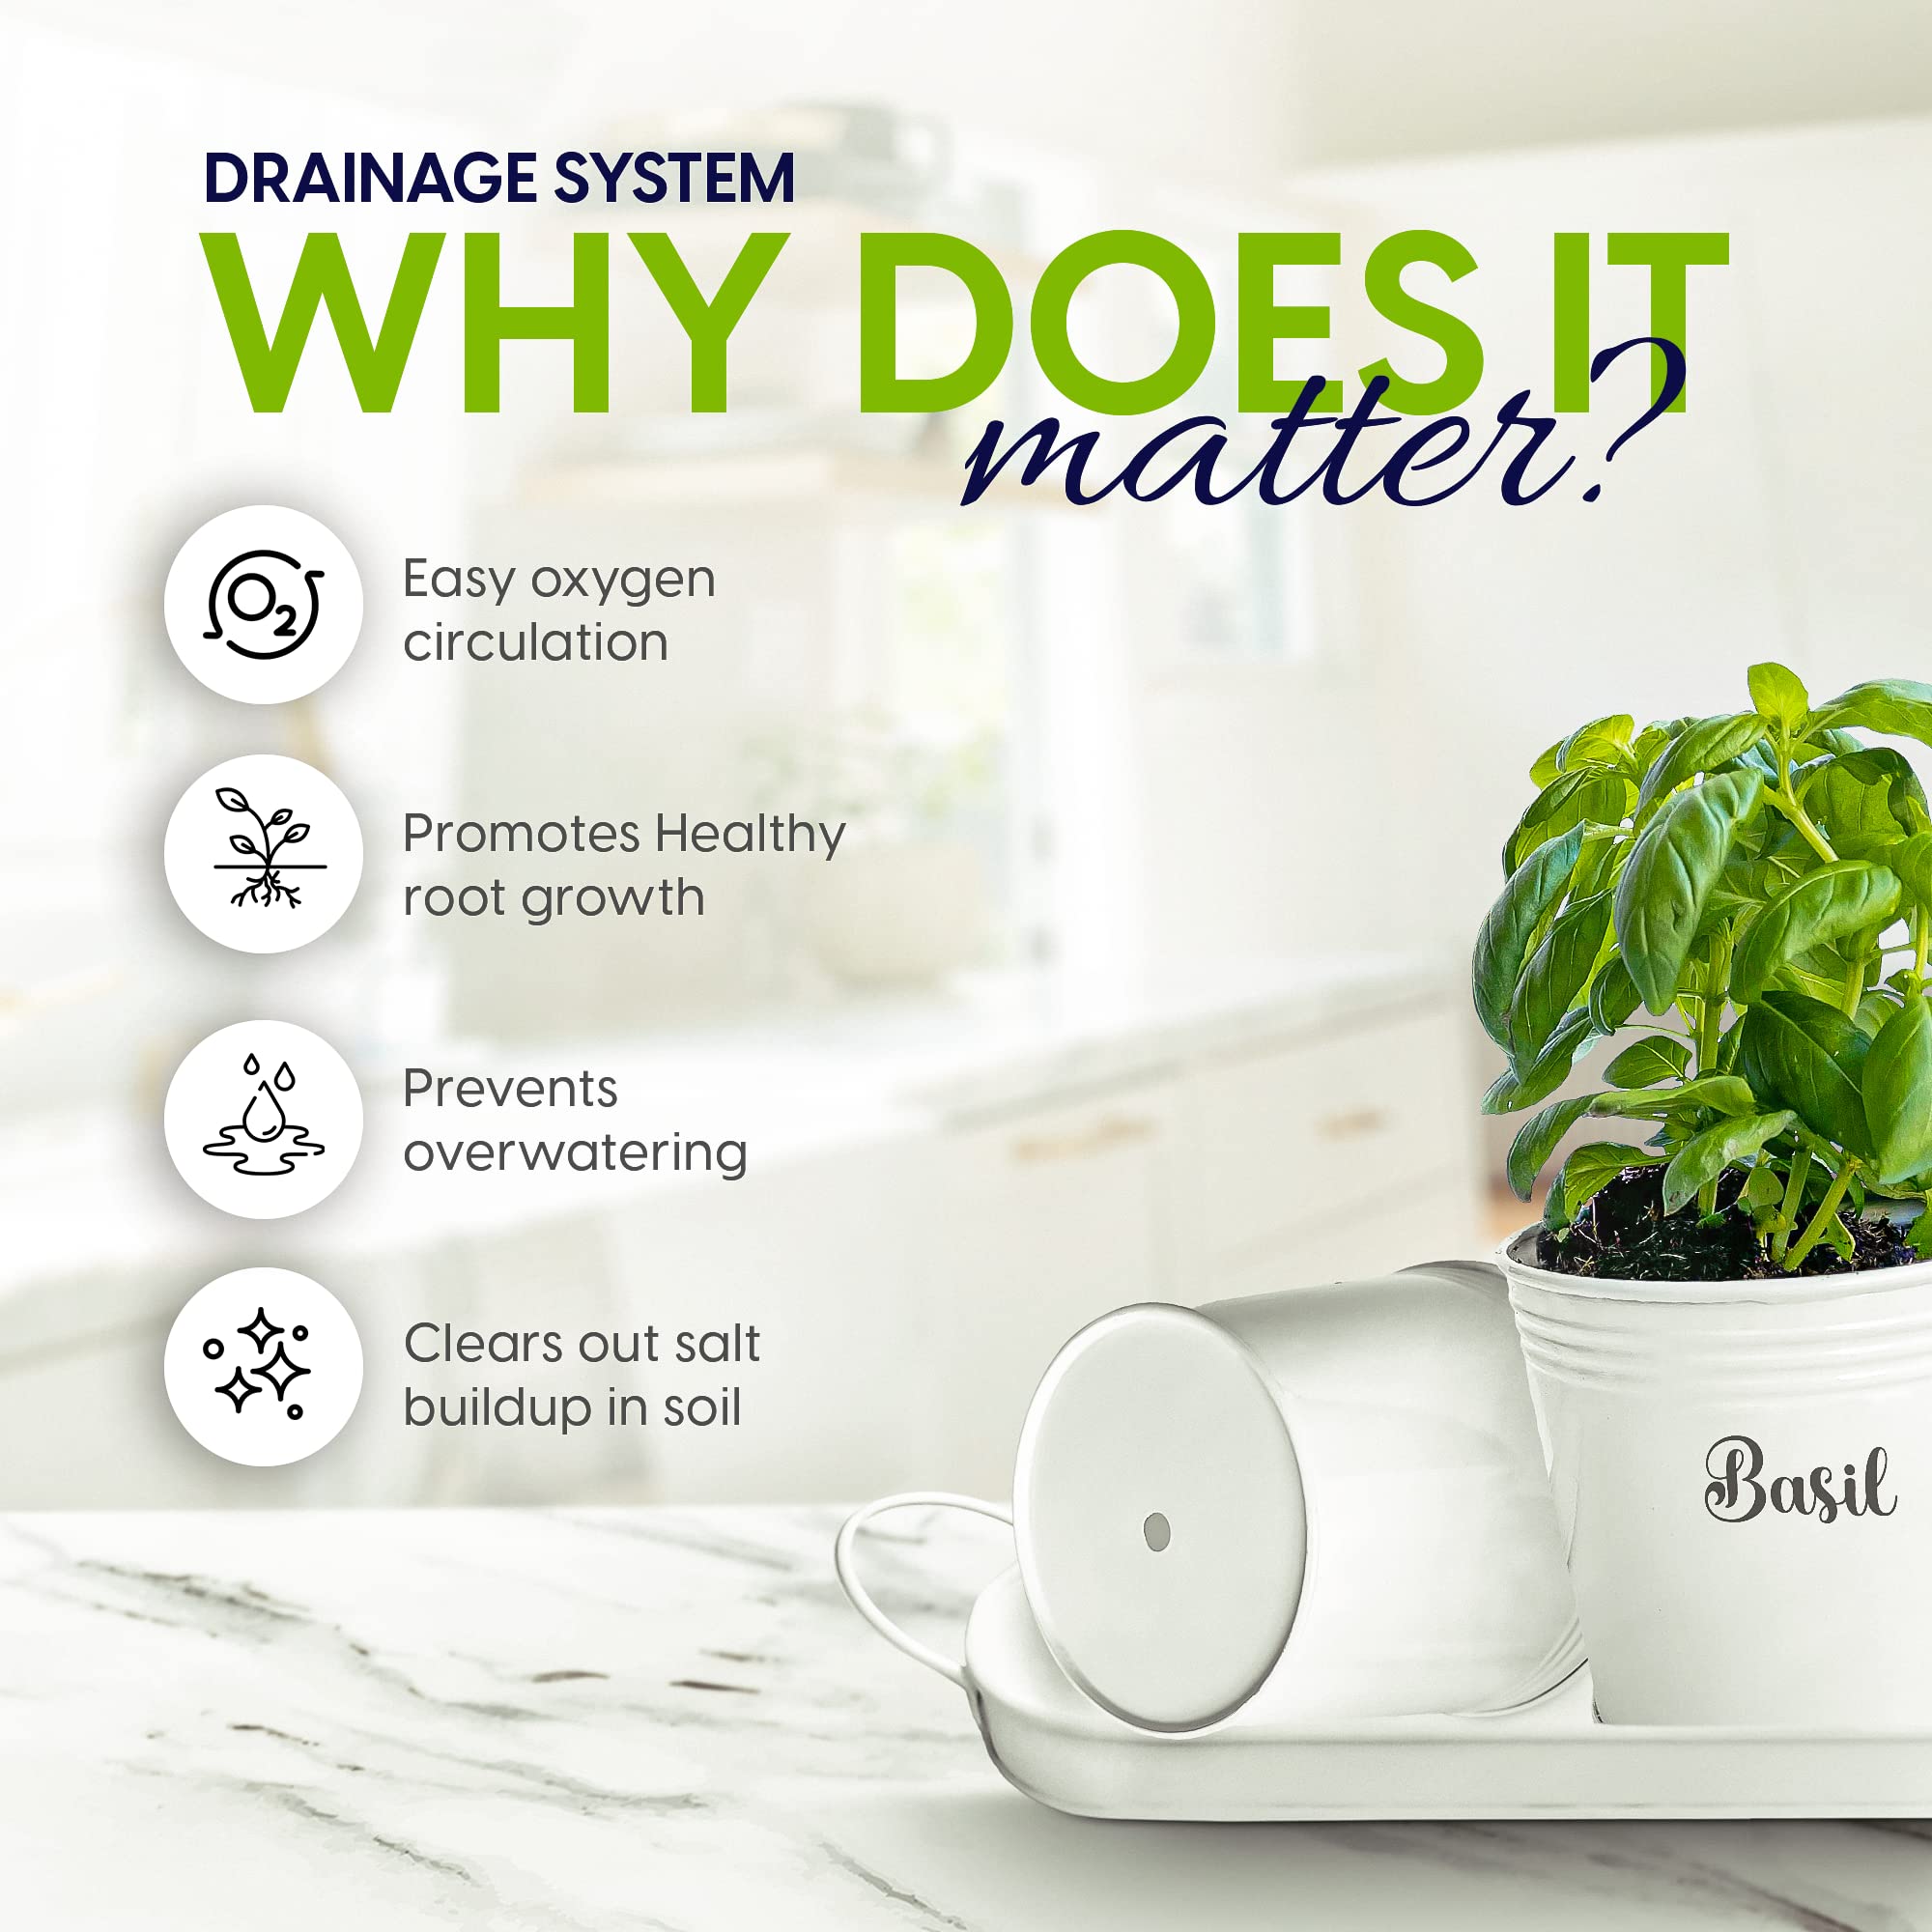 DRAINAGE SYSTEM
WHY DOES IT
matter?
O2
Easy oxygen
circulation
Promotes Healthy
root growth
Prevents
overwatering
Clears out salt
buildup in soil
Basil